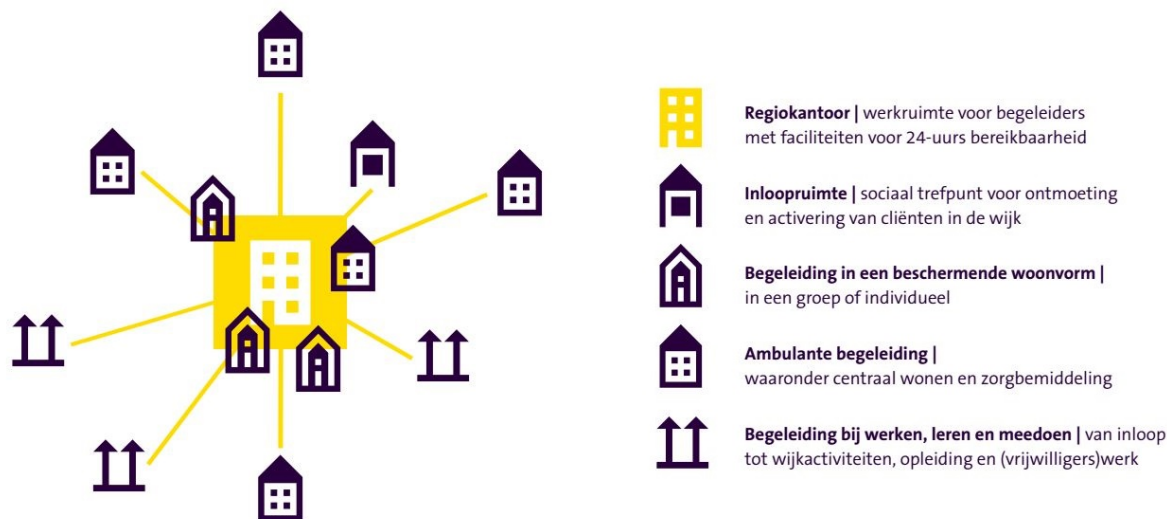 Regiokantoor | werkruimte voor begeleiders
met faciliteiten voor 24-uurs bereikbaarheid
Inloopruimte | sociaal trefpunt voor ontmoeting
en activering van cliënten in de wijk
Begeleiding in een beschermende woonvorm |
in een groep of individueel
Ambulante begeleiding |
waaronder centraal wonen en zorgbemiddeling
Begeleiding bij werken, leren en meedoen | van inloop
tot wijkactiviteiten, opleiding en (vrijwilligers)werk